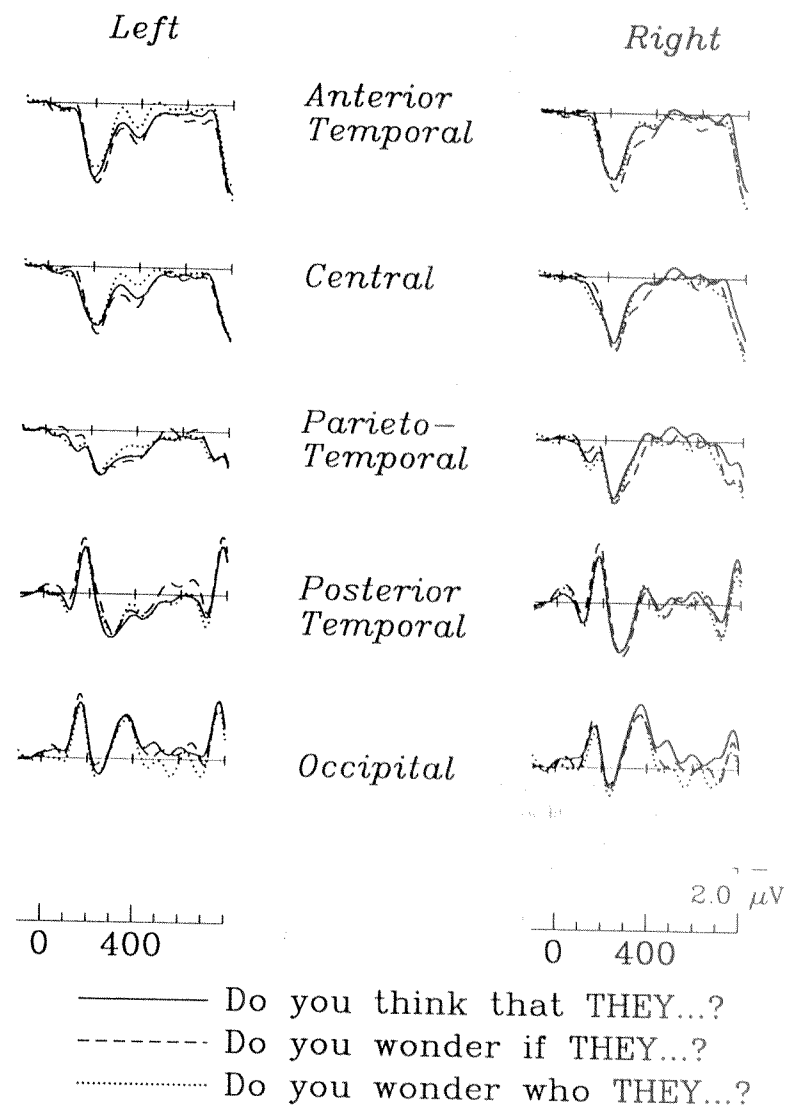 Left
Right
Anterior
Temporal
Central
Parieto-
Temporal
Posterior
Temporal
Occipital
2.0 μV
0 400
0 400
Do you think that THEY...?
Do you wonder if THEY...?
Do you wonder who THEY...?